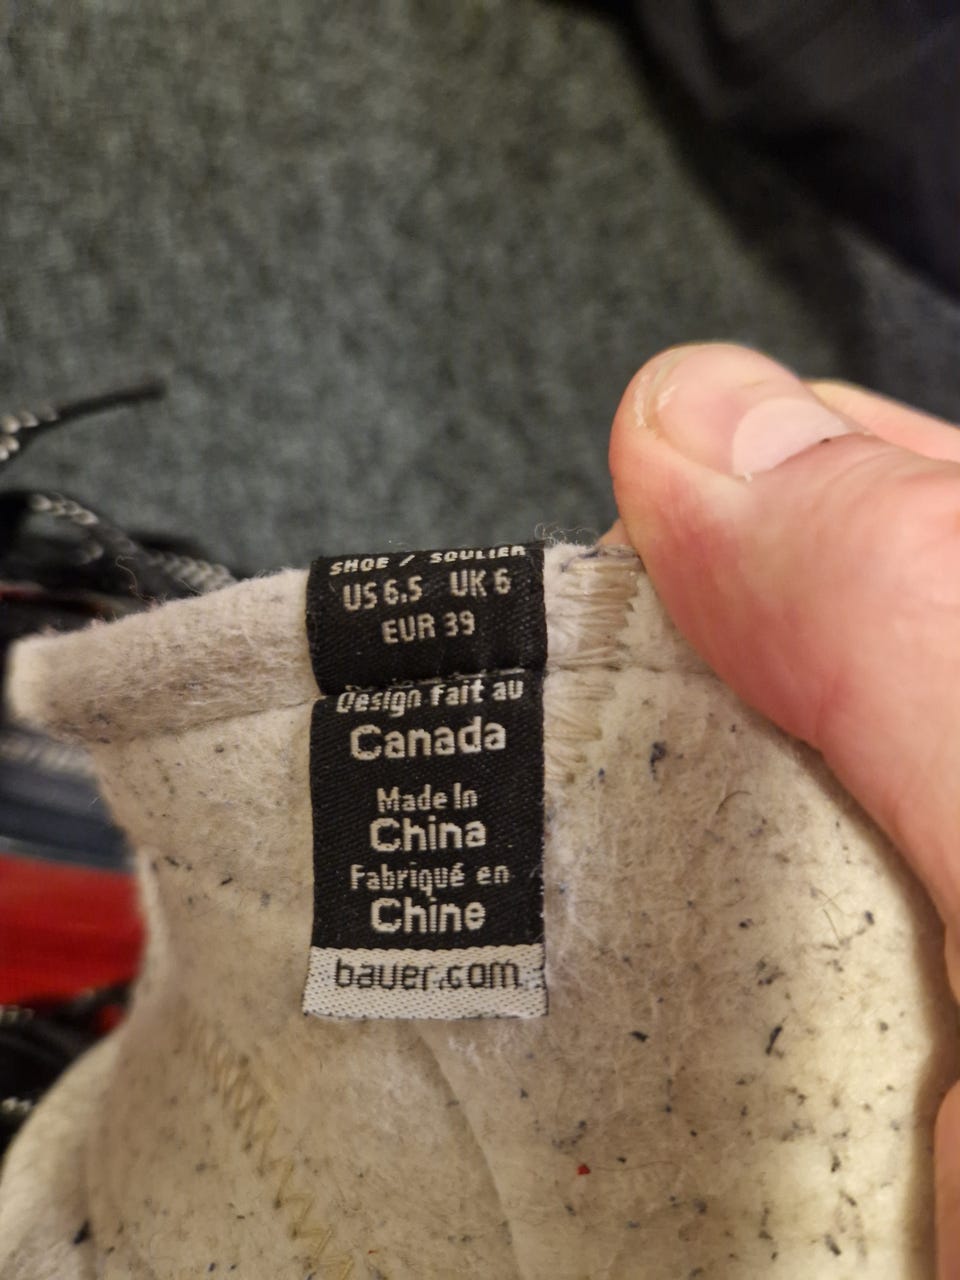 SHOE / SOULIER
US 6.5 UK 6
EUR 39
Design fait au
Canada
Made In
China
Fabriqué en
Chine
bauer.com